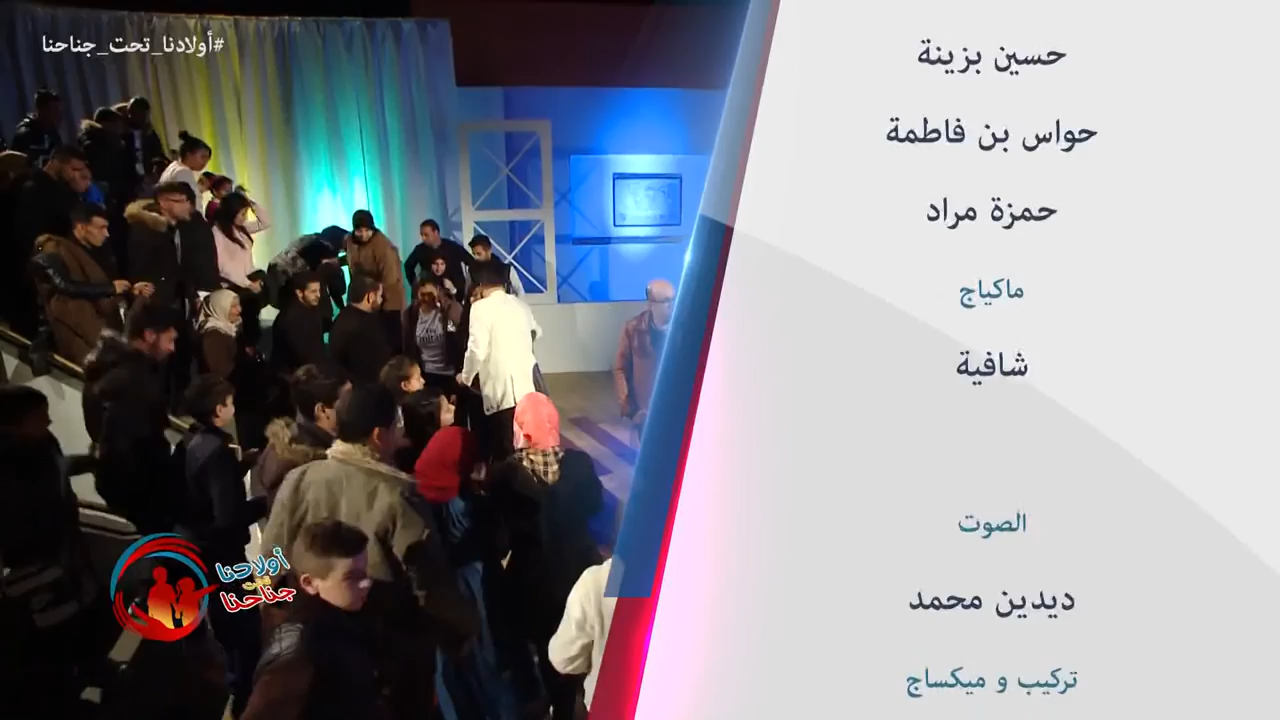 #أولادنا_تحت_جناحنا
حسين بزينة
حواس بن فاطمة
حمزة مراد
ماكياج
شافية
الصوت
ديدين محمد
تركيب و ميكساج
أولادنا
تحت
جناحنا